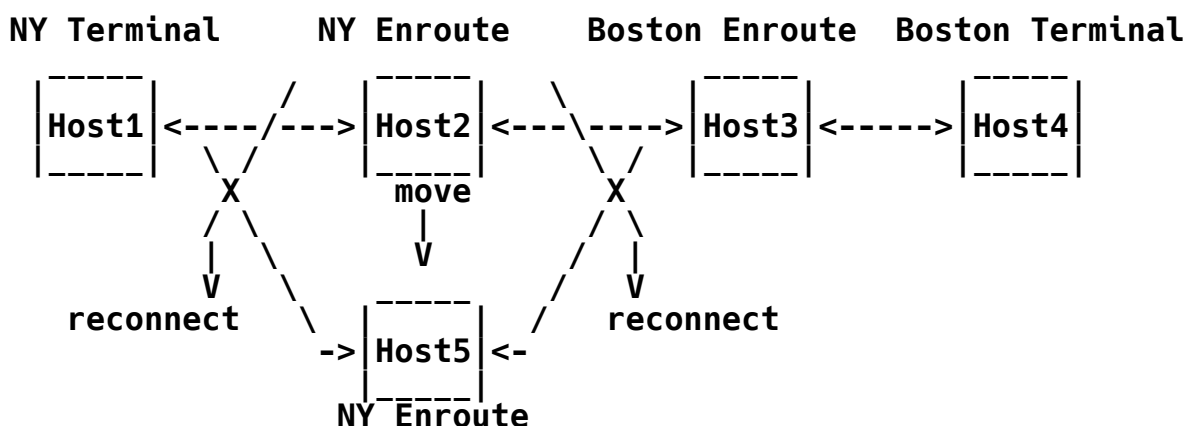 NY Terminal NY Enroute Boston Enroute Boston Terminal
Host1 <----/---> Host2 <---\----> Host3 <-----> Host4
X move X
V
V V
reconnect reconnect
-> Host5 <-
NY Enroute